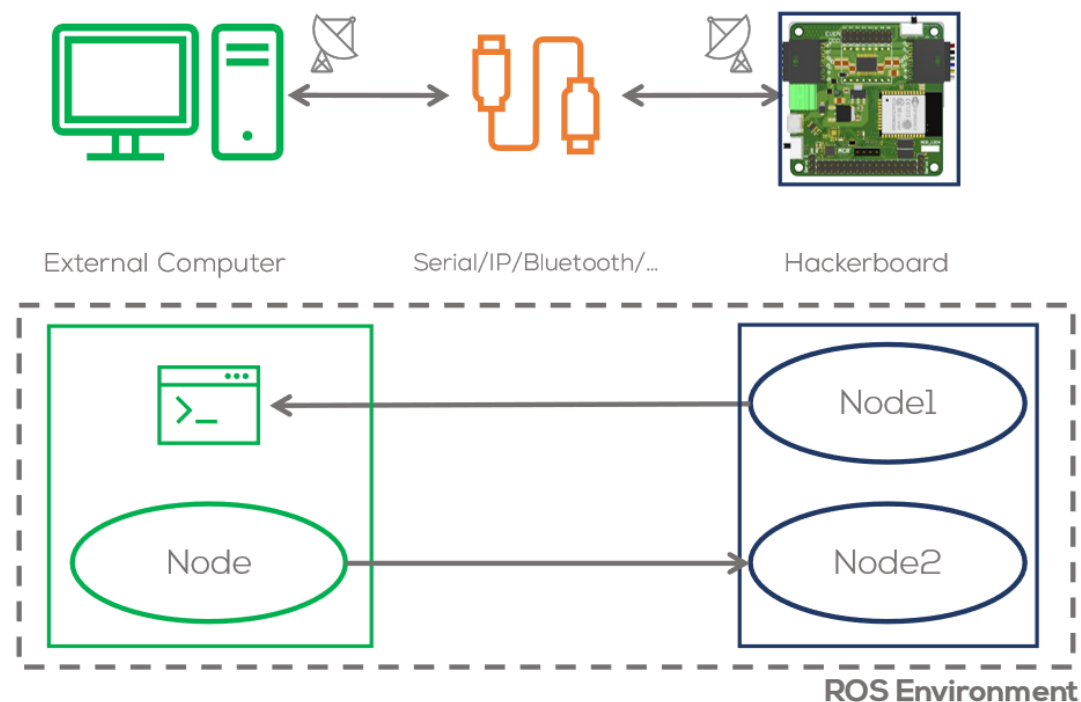 External Computer
Serial/IP/Bluetooth/...
Hackerboard
>_
Node1
Node
Node2
ROS Environment